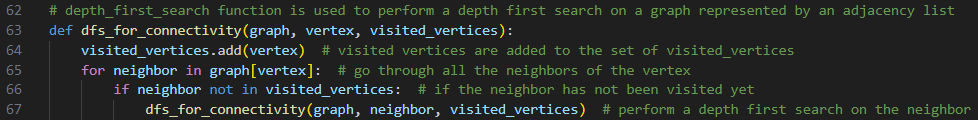 62 # depth_first_search function is used to perform a depth first search on a graph represented by an adjacency list
63 def dfs_for_connectivity(graph, vertex, visited_vertices):
64     visited_vertices.add(vertex)  # visited vertices are added to the set of visited_vertices
65     for neighbor in graph[vertex]:  # go through all the neighbors of the vertex
66         if neighbor not in visited_vertices:  # if the neighbor has not been visited yet
67             dfs_for_connectivity(graph, neighbor, visited_vertices)  # perform a depth first search on the neighbor